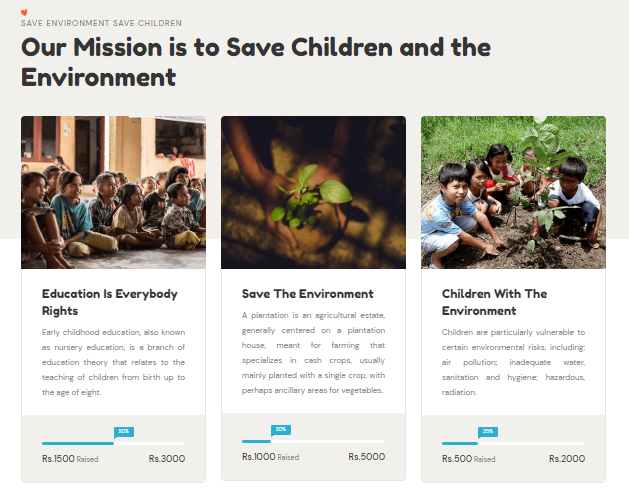 SAVE ENVIRONMENT SAVE CHILDREN
Our Mission is to Save Children and the
Environment
Education Is Everybody
Rights
Early childhood education, also known
as nursery education, is a branch of
education theory that relates to the
teaching of children from birth up to
the age of eight.
50%
Rs.1500 Raised Rs.3000
Save The Environment
A plantation is an agricultural estate,
generally centered on a plantation
house, meant for farming that
specializes in cash crops, usually
mainly planted with a single crop, with
perhaps ancillary areas for vegetables.
20%
Rs.1000 Raised Rs.5000
Children With The
Environment
Children are particularly vulnerable to
certain environmental risks, including:
air pollution; inadequate water,
sanitation and hygiene; hazardous,
radiation.
25%
Rs.500 Raised Rs.2000